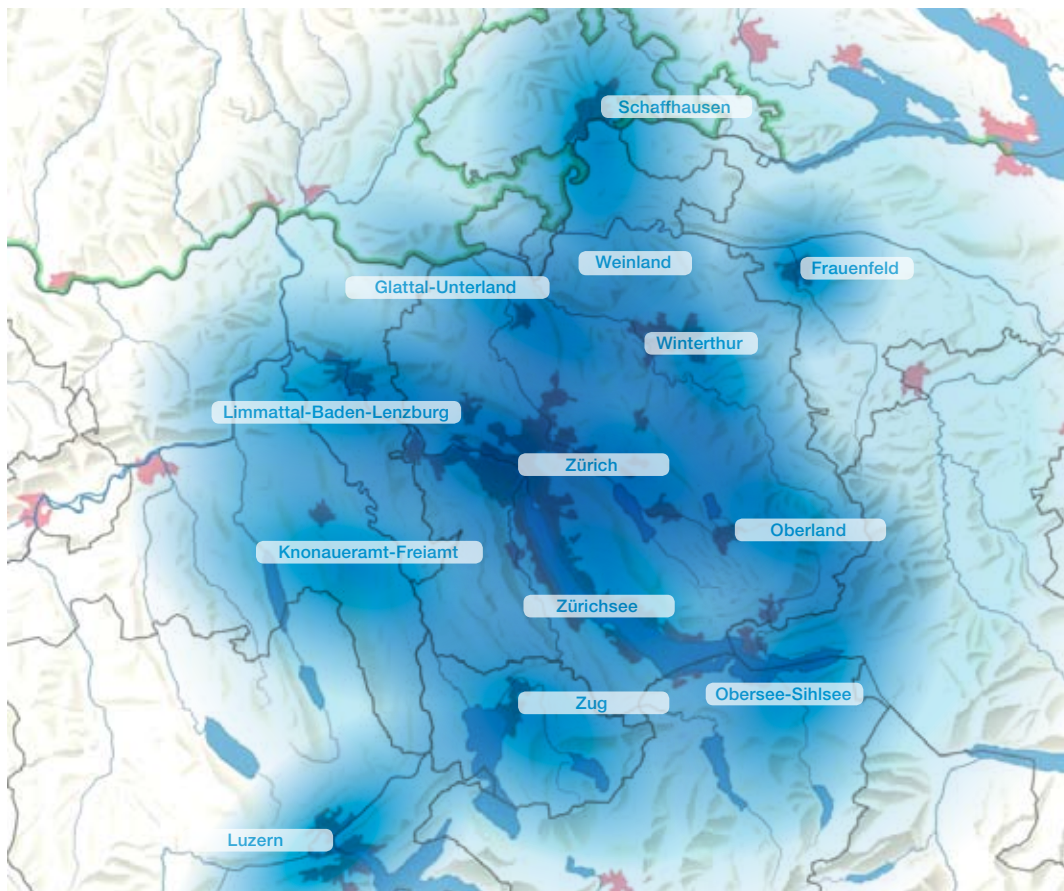 Schaffhausen
Weinland
Frauenfeld
Glattal-Unterland
Winterthur
Limmattal-Baden-Lenzburg
Zürich
Oberland
Knonaueramt-Freiamt
Zürichsee
Obersee-Sihlsee
Zug
Luzern